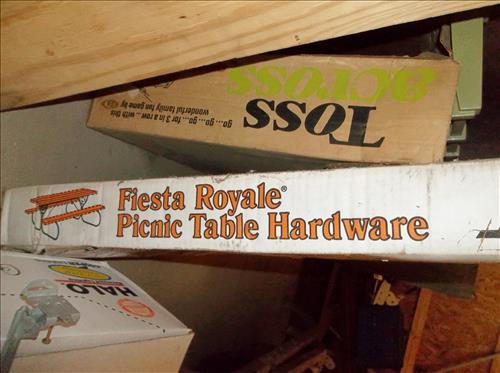 TOSS
across
go...go...go...go for 3 in a row... with this
wonderful family fun game by
Fiesta Royale®
Picnic Table Hardware
HALO